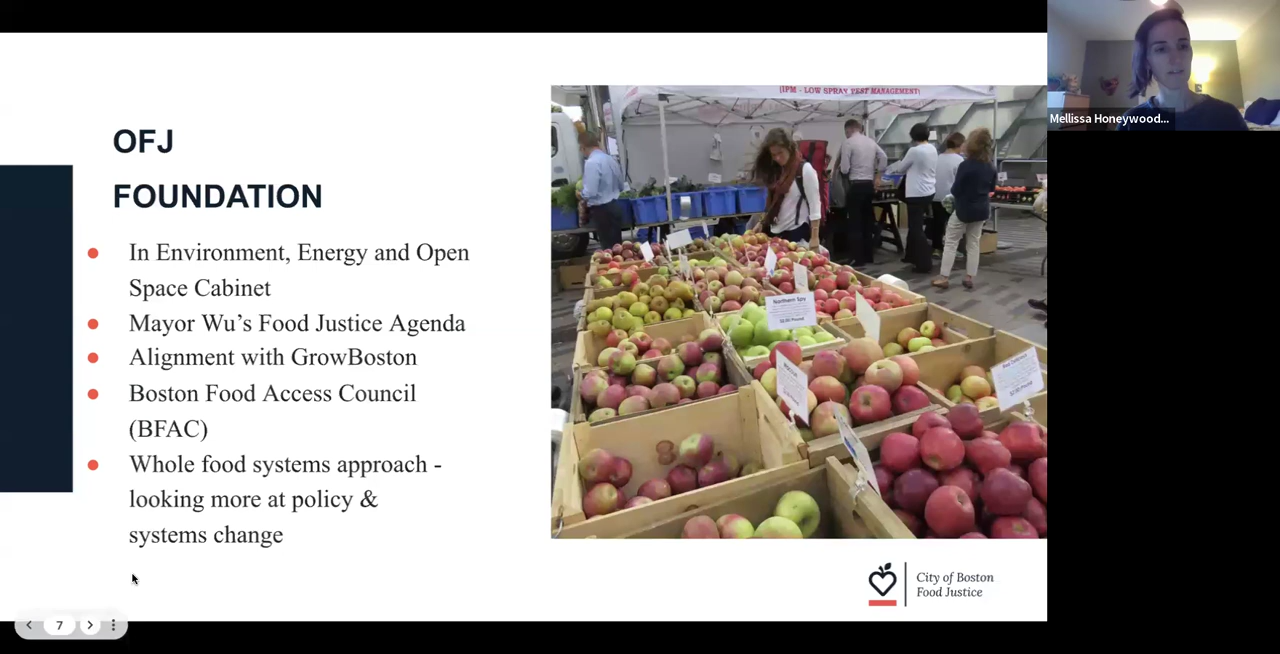 OFJ
FOUNDATION
In Environment, Energy and Open
Space Cabinet
Mayor Wu’s Food Justice Agenda
Alignment with GrowBoston
Boston Food Access Council
(BFAC)
Whole food systems approach -
looking more at policy &
systems change
(IPM - LOW SPRAY PEST MANAGEMENT)
Northern Spy
City of Boston
Food Justice
Mellissa Honeywood...
7